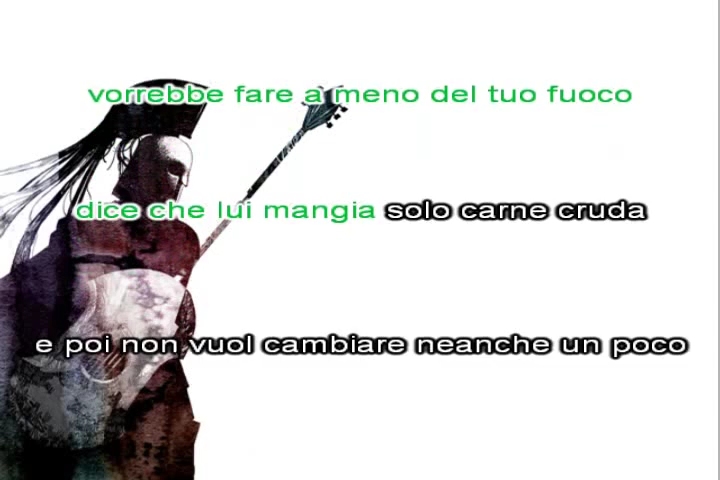 vorrebbe fare a meno del tuo fuoco
dice che lui mangia solo carne cruda
e poi non vuol cambiare neanche un poco